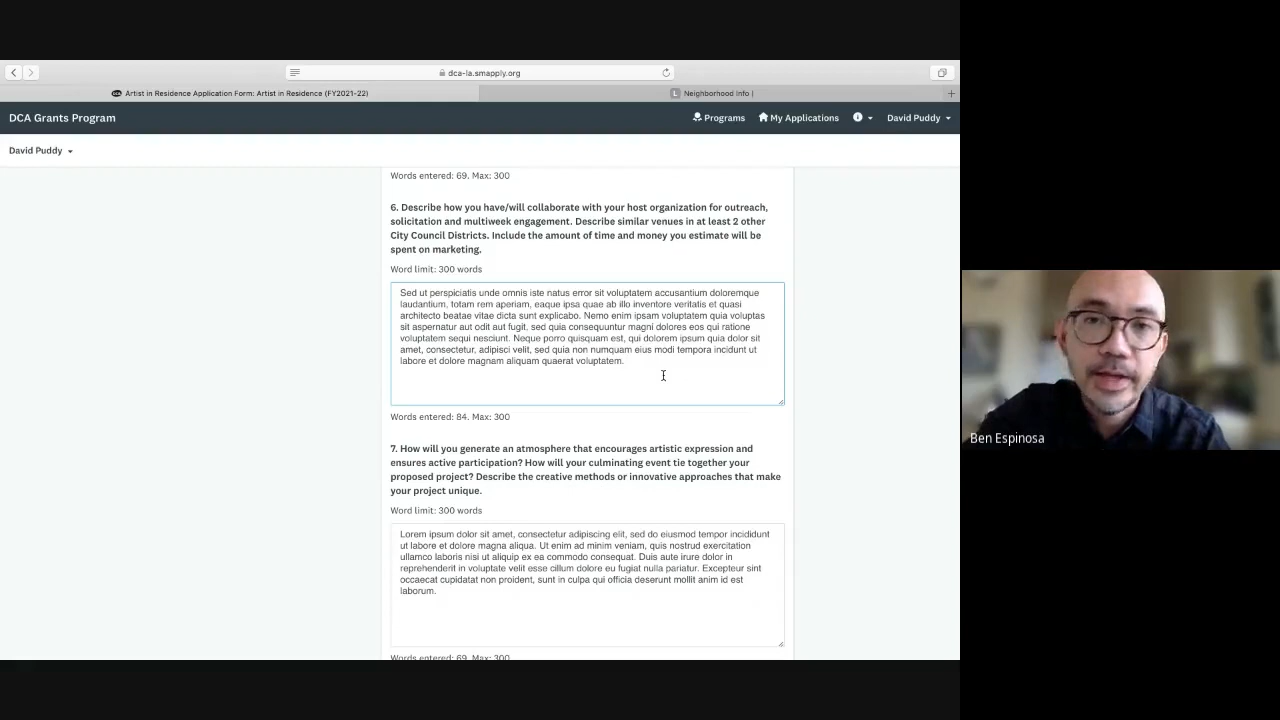 dca-la.smapply.org
Artist in Residence Application Form: Artist in Residence (FY2021-22)
L Neighborhood Info |
DCA Grants Program
Programs
My Applications
David Puddy
David Puddy
Words entered: 69. Max: 300
6. Describe how you have/will collaborate with your host organization for outreach,
solicitation and multiweek engagement. Describe similar venues in at least 2 other
City Council Districts. Include the amount of time and money you estimate will be
spent on marketing.
Word limit: 300 words
Sed ut perspiciatis unde omnis iste natus error sit voluptatem accusantium doloremque
laudantium, totam rem aperiam, eaque ipsa quae ab illo inventore veritatis et quasi
architecto beatae vitae dicta sunt explicabo. Nemo enim ipsam voluptatem quia voluptas
sit aspernatur aut odit aut fugit, sed quia consequuntur magni dolores eos qui ratione
voluptatem sequi nesciunt. Neque porro quisquam est, qui dolorem ipsum quia dolor sit
amet, consectetur, adipisci velit, sed quia non numquam eius modi tempora incidunt ut
labore et dolore magnam aliquam quaerat voluptatem.
Words entered: 84. Max: 300
7. How will you generate an atmosphere that encourages artistic expression and
ensures active participation? How will your culminating event tie together your
proposed project? Describe the creative methods or innovative approaches that make
your project unique.
Word limit: 300 words
Lorem ipsum dolor sit amet, consectetur adipiscing elit, sed do eiusmod tempor incididunt
ut labore et dolore magna aliqua. Ut enim ad minim veniam, quis nostrud exercitation
ullamco laboris nisi ut aliquip ex ea commodo consequat. Duis aute irure dolor in
reprehenderit in voluptate velit esse cillum dolore eu fugiat nulla pariatur. Excepteur sint
occaecat cupidatat non proident, sunt in culpa qui officia deserunt mollit anim id est
laborum.
Words entered: 69. Max: 300
Ben Espinosa